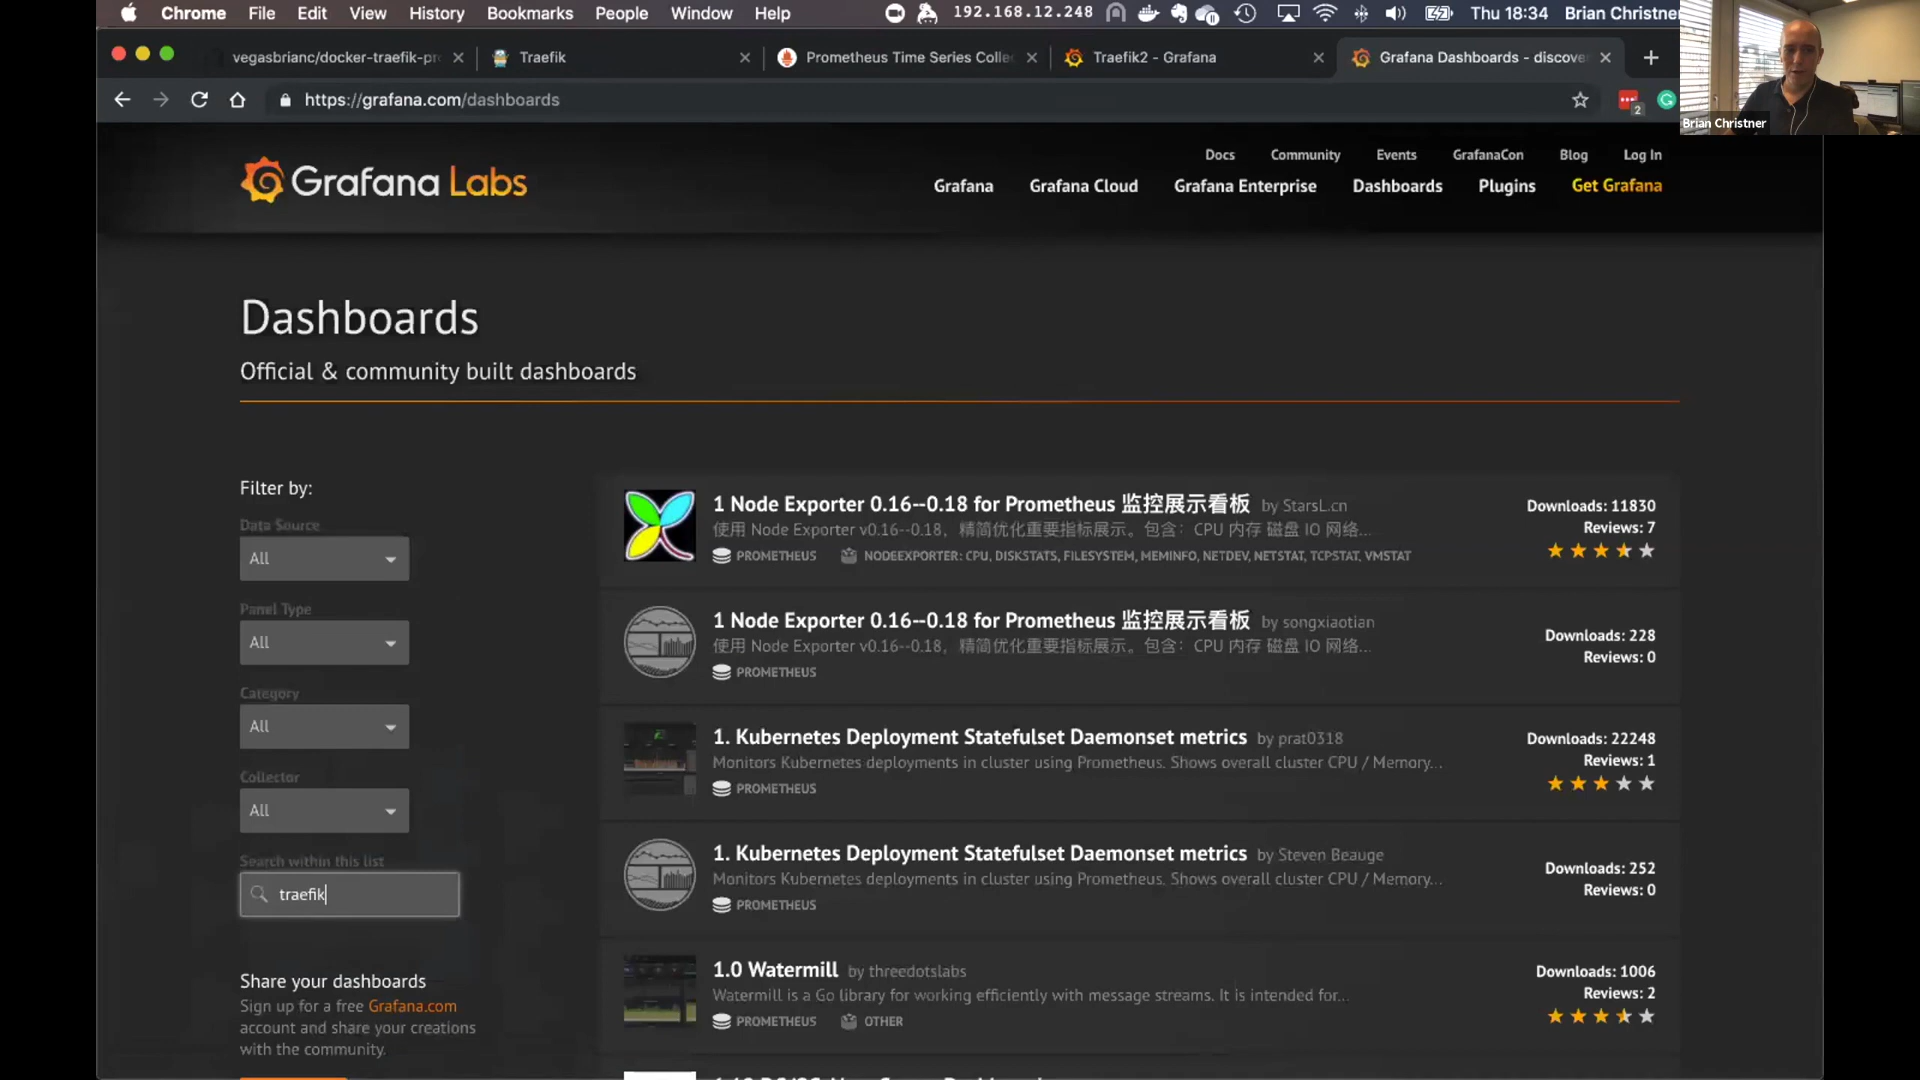 Chrome File Edit View History Bookmarks People Window Help 192.168.12.248 Thu 18:34 Brian Christner
vegasbrianc/docker-traefik-pr Traefik Prometheus Time Series Colle Traefik2 - Grafana Grafana Dashboards - discove
https://grafana.com/dashboards
2
Brian Christner
Docs Community Events GrafanaCon Blog Log In
Grafana Labs
Grafana Grafana Cloud Grafana Enterprise Dashboards Plugins Get Grafana
Dashboards
Official & community built dashboards
Filter by:
Data Source
All
Panel Type
All
Category
All
Collector
All
Search within this list
traefik
Share your dashboards
Sign up for a free Grafana.com
account and share your creations
with the community.
1 Node Exporter 0.16--0.18 for Prometheus 监控展示看板 by StarsL.cn
使用 Node Exporter v0.16--0.18，精简优化重要指标展示。包含：CPU 内存 磁盘 IO 网络...
PROMETHEUS NODEEXPORTER: CPU, DISKSTATS, FILESYSTEM, MEMINFO, NETDEV, NETSTAT, TCPSTAT, VMSTAT
Downloads: 11830
Reviews: 7
1 Node Exporter 0.16--0.18 for Prometheus 监控展示看板 by songxiaotian
使用 Node Exporter v0.16--0.18，精简优化重要指标展示。包含：CPU 内存 磁盘 IO 网络...
PROMETHEUS
Downloads: 228
Reviews: 0
1. Kubernetes Deployment Statefulset Daemonset metrics by prat0318
Monitors Kubernetes deployments in cluster using Prometheus. Shows overall cluster CPU / Memory...
PROMETHEUS
Downloads: 22248
Reviews: 1
1. Kubernetes Deployment Statefulset Daemonset metrics by Steven Beauge
Monitors Kubernetes deployments in cluster using Prometheus. Shows overall cluster CPU / Memory...
PROMETHEUS
Downloads: 252
Reviews: 0
1.0 Watermill by threedotslabs
Watermill is a Go library for working efficiently with message streams. It is intended for...
PROMETHEUS OTHER
Downloads: 1006
Reviews: 2